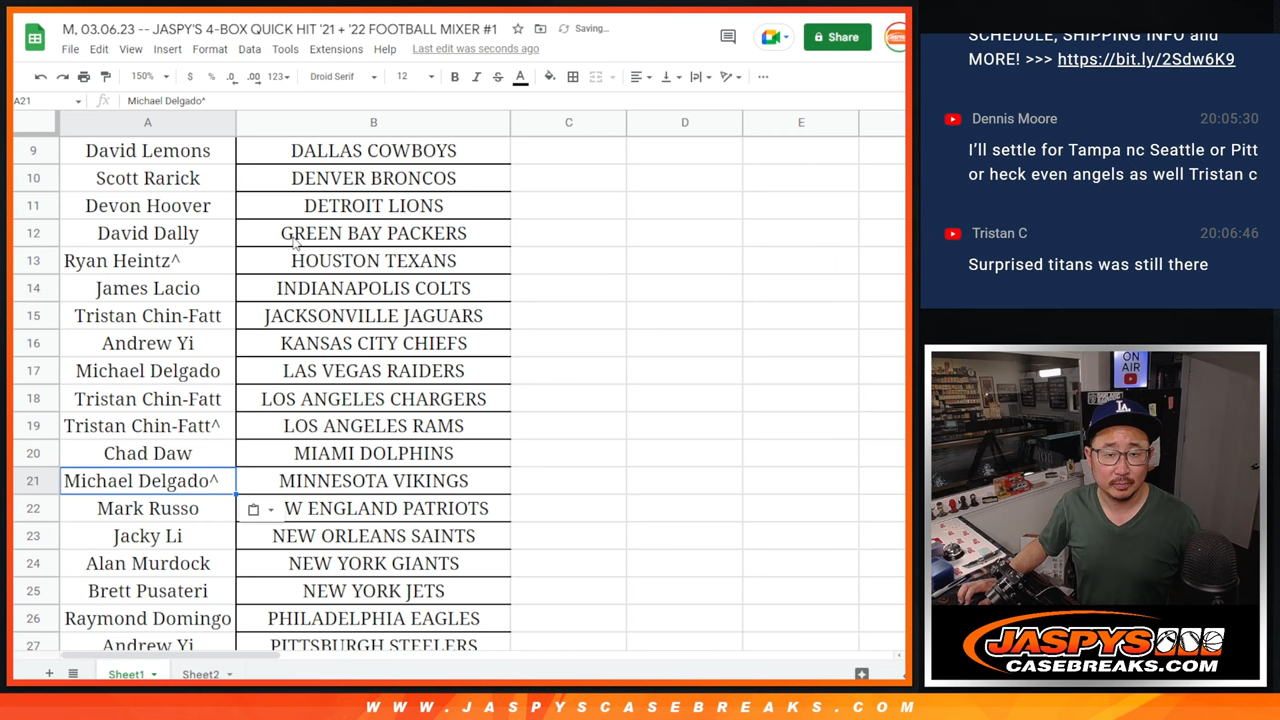 M, 03.06.23 -- JASPY'S 4-BOX QUICK HIT '21 + '22 FOOTBALL MIXER #1
Saving...
File Edit View Insert Format Data Tools Extensions Help Last edit was seconds ago
Share
150% $ % .0 .00 123 Droid Serif 12 B I S A
A21 fx Michael Delgado^
A B C D E
9 David Lemons DALLAS COWBOYS
10 Scott Rarick DENVER BRONCOS
11 Devon Hoover DETROIT LIONS
12 David Dally GREEN BAY PACKERS
13 Ryan Heintz^ HOUSTON TEXANS
14 James Lacio INDIANAPOLIS COLTS
15 Tristan Chin-Fatt JACKSONVILLE JAGUARS
16 Andrew Yi KANSAS CITY CHIEFS
17 Michael Delgado LAS VEGAS RAIDERS
18 Tristan Chin-Fatt LOS ANGELES CHARGERS
19 Tristan Chin-Fatt^ LOS ANGELES RAMS
20 Chad Daw MIAMI DOLPHINS
21 Michael Delgado^ MINNESOTA VIKINGS
22 Mark Russo W ENGLAND PATRIOTS
23 Jacky Li NEW ORLEANS SAINTS
24 Alan Murdock NEW YORK GIANTS
25 Brett Pusateri NEW YORK JETS
26 Raymond Domingo PHILADELPHIA EAGLES
27 Andrew Yi PITTSBURGH STEELERS
Sheet1 Sheet2
SCHEDULE, SHIPPING INFO and
MORE! >>> https://bit.ly/2Sdw6K9
Dennis Moore 20:05:30
I'll settle for Tampa nc Seattle or Pitt
or heck even angels as well Tristan c
Tristan C 20:06:46
Surprised titans was still there
ON
AIR
LA
JASPYS
CASEBREAKS.COM
WWW.JASPYSCASEBREAKS.COM